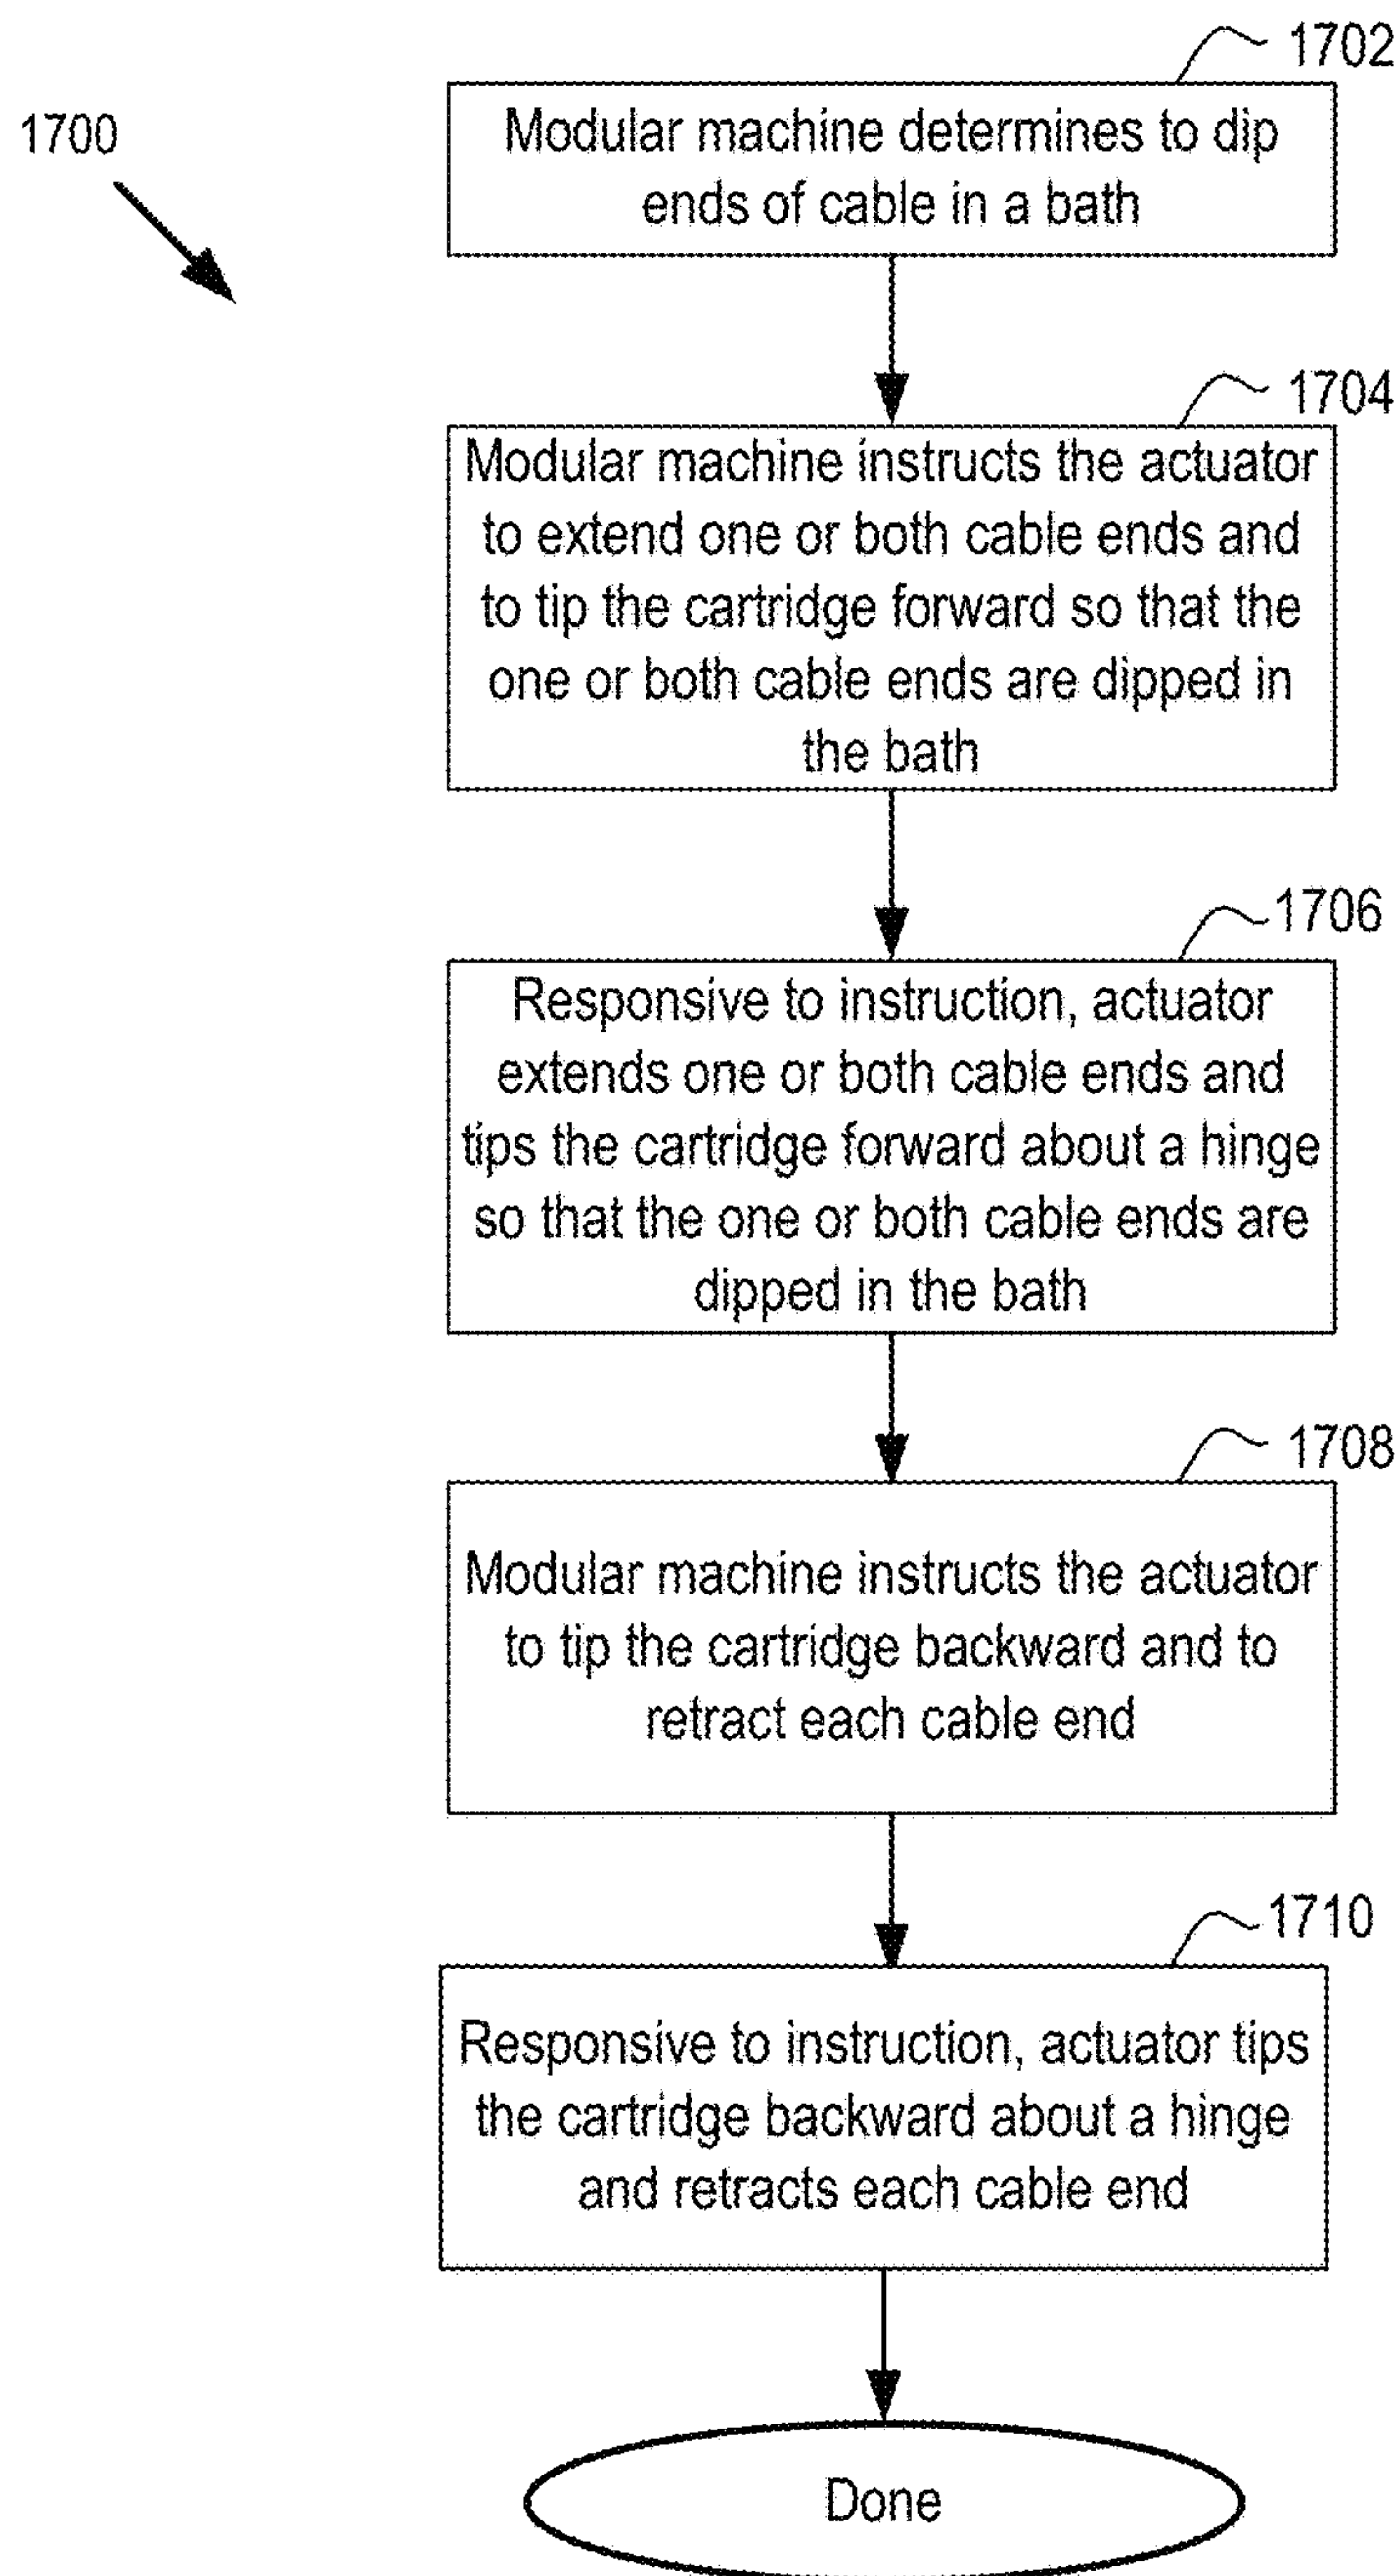 1702
1700
Modular machine determines to dip
ends of cable in a bath
1704
Modular machine instructs the actuator
to extend one or both cable ends and
to tip the cartridge forward so that the
one or both cable ends are dipped in
the bath
1706
Responsive to instruction, actuator
extends one or both cable ends and
tips the cartridge forward about a hinge
so that the one or both cable ends are
dipped in the bath
1708
Modular machine instructs the actuator
to tip the cartridge backward and to
retract each cable end
1710
Responsive to instruction, actuator tips
the cartridge backward about a hinge
and retracts each cable end
Done